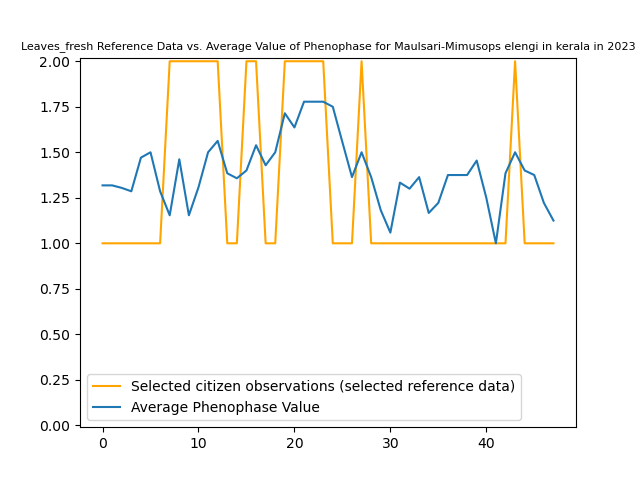 Leaves_fresh Reference Data vs. Average Value of Phenophase for Maulsari-Mimusops elengi in kerala in 2023
2.00
1.75
1.50
1.25
1.00
0.75
0.50
0.25
0.00
Selected citizen observations (selected reference data)
Average Phenophase Value
0 10 20 30 40